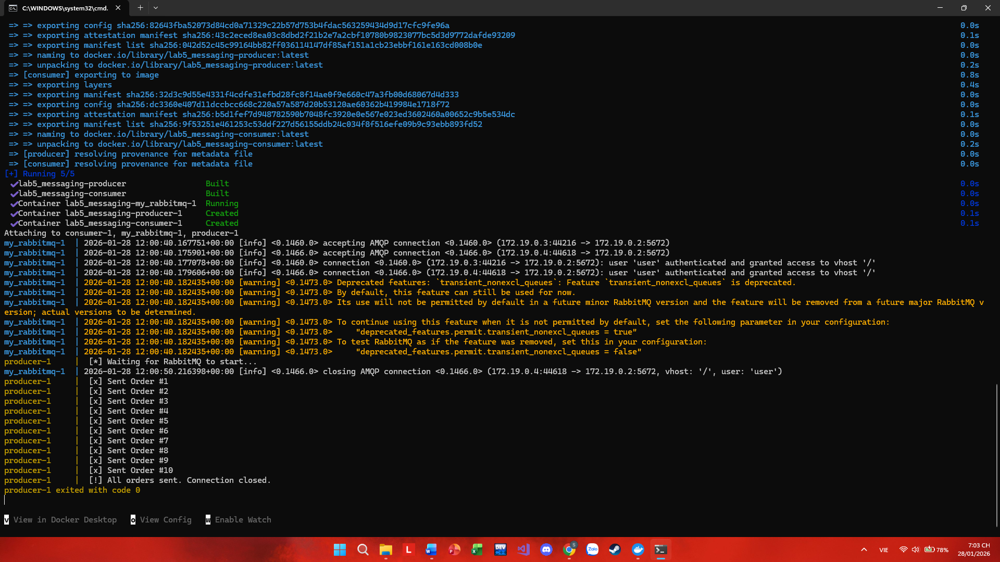 C:\WINDOWS\system32\cmd.
=> => exporting config sha256:82643fba52073d84cd0a71329c22b57d753b4fdac563259434d9d17cfc9fe96a 0.0s
=> => exporting attestation manifest sha256:43c2eced8ea03c8dbd2f21b2e7a2cbf10780b9823077bc5d3d9772dafde93209 0.1s
=> => exporting manifest list sha256:042d52c45c99164bb82ff036114147df85af151a1cb23ebbf161e163cd008b0e 0.0s
=> => naming to docker.io/library/lab5_messaging-producer:latest 0.0s
=> => unpacking to docker.io/library/lab5_messaging-producer:latest 0.2s
=> [consumer] exporting to image 0.8s
=> => exporting layers 0.4s
=> => exporting manifest sha256:32d3c9d55e4331f4cdfe31efbd28fc8f14ae0f9e660c47a3fb00d68067d4d333 0.0s
=> => exporting config sha256:dc3360e407d11dccbcc668c220a57a587d20b53120ae60362b419984e1718f72 0.0s
=> => exporting attestation manifest sha256:b5d1fef7d948782590b7048fc3920e0e567e023ed3602460a00652c9b5e534dc 0.1s
=> => exporting manifest list sha256:9f53251e461253c53ddf227d56155ddb24c034f8f516efe09b9c93ebb893fd52 0.0s
=> => naming to docker.io/library/lab5_messaging-consumer:latest 0.0s
=> => unpacking to docker.io/library/lab5_messaging-consumer:latest 0.2s
=> [producer] resolving provenance for metadata file 0.0s
=> [consumer] resolving provenance for metadata file 0.0s
[+] Running 5/5
✔lab5_messaging-producer Built 0.0s
✔lab5_messaging-consumer Built 0.0s
✔Container lab5_messaging-my_rabbitmq-1 Running 0.0s
✔Container lab5_messaging-producer-1 Created 0.1s
✔Container lab5_messaging-consumer-1 Created 0.1s
Attaching to consumer-1, my_rabbitmq-1, producer-1
my_rabbitmq-1 | 2026-01-28 12:00:40.167751+00:00 [info] <0.1460.0> accepting AMQP connection <0.1460.0> (172.19.0.3:44216 -> 172.19.0.2:5672)
my_rabbitmq-1 | 2026-01-28 12:00:40.175901+00:00 [info] <0.1466.0> accepting AMQP connection <0.1466.0> (172.19.0.4:44618 -> 172.19.0.2:5672)
my_rabbitmq-1 | 2026-01-28 12:00:40.177078+00:00 [info] <0.1460.0> connection <0.1460.0> (172.19.0.3:44216 -> 172.19.0.2:5672): user 'user' authenticated and granted access to vhost '/'
my_rabbitmq-1 | 2026-01-28 12:00:40.179606+00:00 [info] <0.1466.0> connection <0.1466.0> (172.19.0.4:44618 -> 172.19.0.2:5672): user 'user' authenticated and granted access to vhost '/'
my_rabbitmq-1 | 2026-01-28 12:00:40.182435+00:00 [warning] <0.1473.0> Deprecated features: `transient_nonexcl_queues`: Feature `transient_nonexcl_queues` is deprecated.
my_rabbitmq-1 | 2026-01-28 12:00:40.182435+00:00 [warning] <0.1473.0> By default, this feature can still be used for now.
my_rabbitmq-1 | 2026-01-28 12:00:40.182435+00:00 [warning] <0.1473.0> Its use will not be permitted by default in a future minor RabbitMQ version and the feature will be removed from a future major RabbitMQ v
ersion; actual versions to be determined.
my_rabbitmq-1 | 2026-01-28 12:00:40.182435+00:00 [warning] <0.1473.0> To continue using this feature when it is not permitted by default, set the following parameter in your configuration:
my_rabbitmq-1 | 2026-01-28 12:00:40.182435+00:00 [warning] <0.1473.0> "deprecated_features.permit.transient_nonexcl_queues = true"
my_rabbitmq-1 | 2026-01-28 12:00:40.182435+00:00 [warning] <0.1473.0> To test RabbitMQ as if the feature was removed, set this in your configuration:
my_rabbitmq-1 | 2026-01-28 12:00:40.182435+00:00 [warning] <0.1473.0> "deprecated_features.permit.transient_nonexcl_queues = false"
producer-1 | [*] Waiting for RabbitMQ to start...
my_rabbitmq-1 | 2026-01-28 12:00:50.216398+00:00 [info] <0.1466.0> closing AMQP connection <0.1466.0> (172.19.0.4:44618 -> 172.19.0.2:5672, vhost: '/', user: 'user')
producer-1 | [x] Sent Order #1
producer-1 | [x] Sent Order #2
producer-1 | [x] Sent Order #3
producer-1 | [x] Sent Order #4
producer-1 | [x] Sent Order #5
producer-1 | [x] Sent Order #6
producer-1 | [x] Sent Order #7
producer-1 | [x] Sent Order #8
producer-1 | [x] Sent Order #9
producer-1 | [x] Sent Order #10
producer-1 | [!] All orders sent. Connection closed.
producer-1 exited with code 0
v View in Docker Desktop o View Config w Enable Watch
L
DEV
Zalo
S
VIE
78%
7:03 CH
28/01/2026